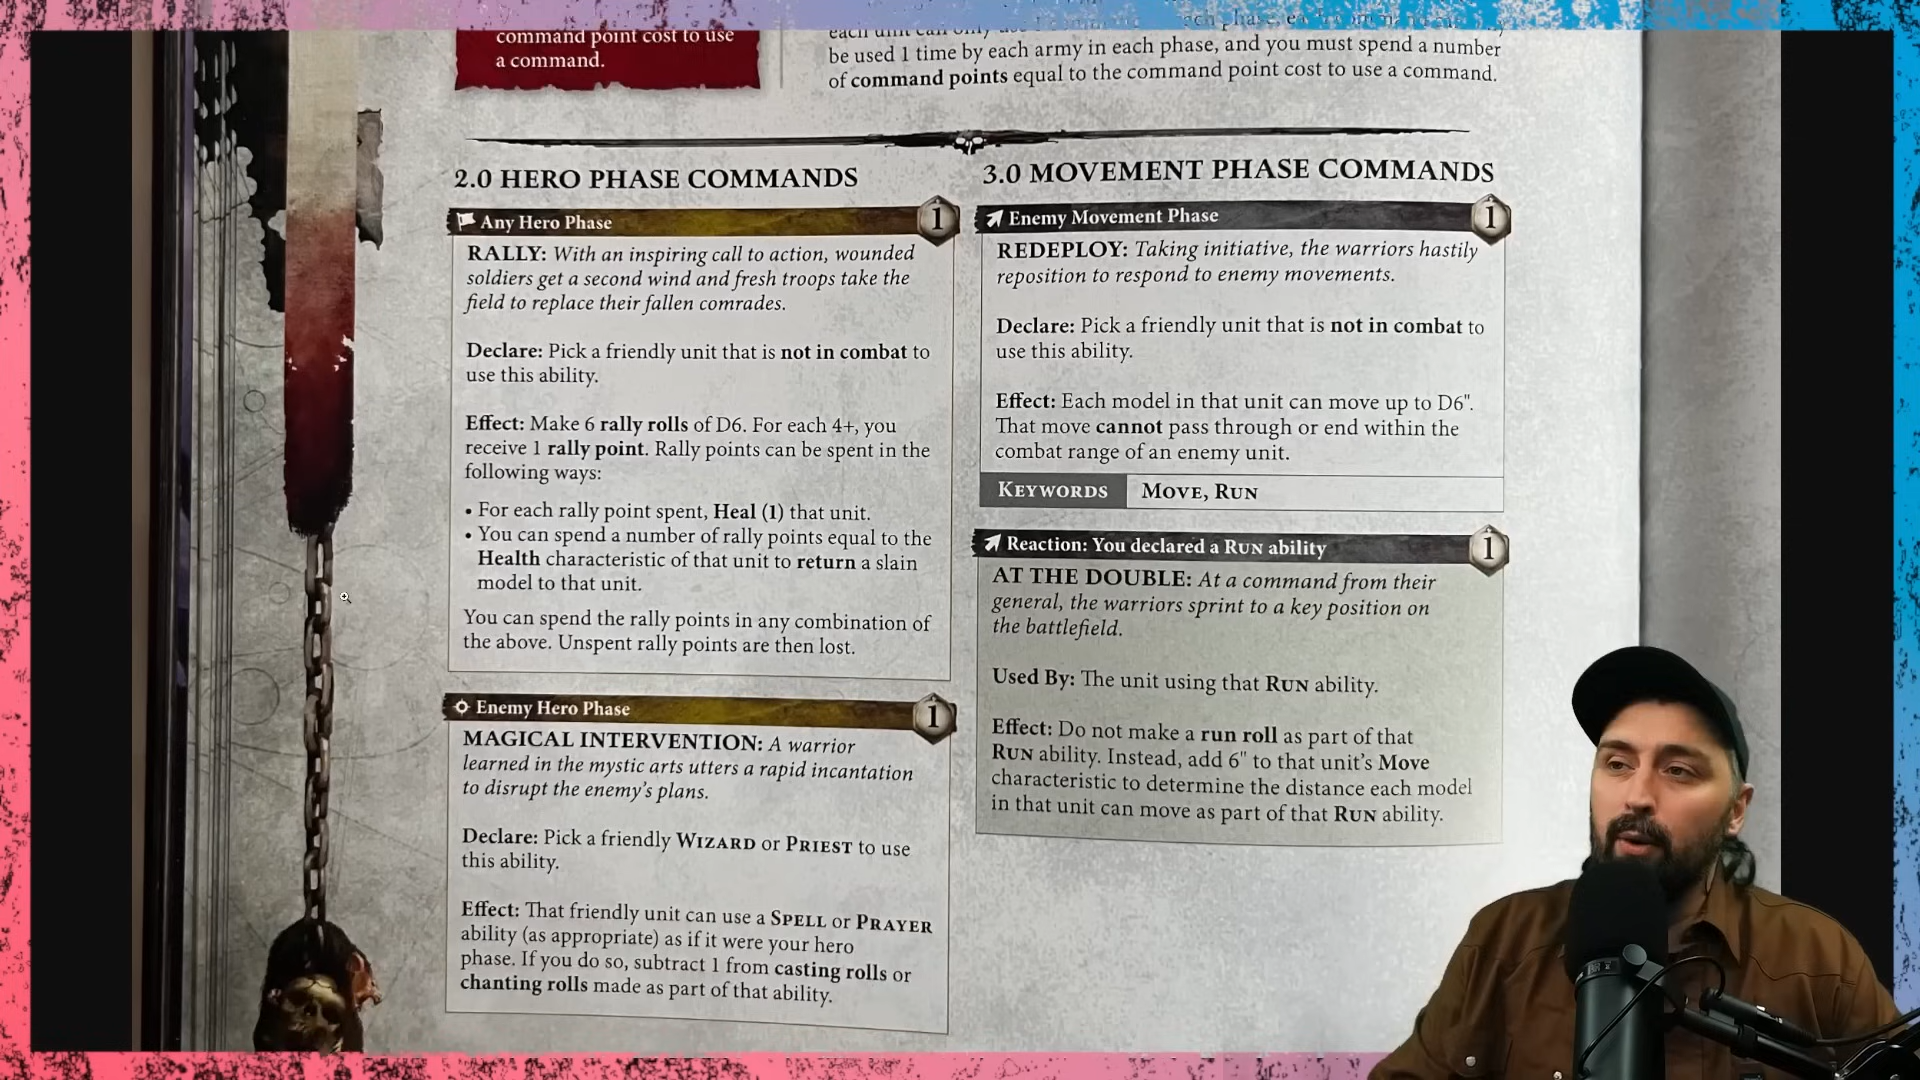 command point cost to use
a command.
each unit can only
be used 1 time by each army in each phase, and you must spend a number
of command points equal to the command point cost to use a command.
2.0 HERO PHASE COMMANDS
Any Hero Phase
1
RALLY: With an inspiring call to action, wounded
soldiers get a second wind and fresh troops take the
field to replace their fallen comrades.
Declare: Pick a friendly unit that is not in combat to
use this ability.
Effect: Make 6 rally rolls of D6. For each 4+, you
receive 1 rally point. Rally points can be spent in the
following ways:
• For each rally point spent, Heal (1) that unit.
• You can spend a number of rally points equal to the
Health characteristic of that unit to return a slain
model to that unit.
You can spend the rally points in any combination of
the above. Unspent rally points are then lost.
Enemy Hero Phase
1
MAGICAL INTERVENTION: A warrior
learned in the mystic arts utters a rapid incantation
to disrupt the enemy's plans.
Declare: Pick a friendly WIZARD or PRIEST to use
this ability.
Effect: That friendly unit can use a SPELL or PRAYER
ability (as appropriate) as if it were your hero
phase. If you do so, subtract 1 from casting rolls or
chanting rolls made as part of that ability.
3.0 MOVEMENT PHASE COMMANDS
Enemy Movement Phase
1
REDEPLOY: Taking initiative, the warriors hastily
reposition to respond to enemy movements.
Declare: Pick a friendly unit that is not in combat to
use this ability.
Effect: Each model in that unit can move up to D6".
That move cannot pass through or end within the
combat range of an enemy unit.
KEYWORDS MOVE, RUN
Reaction: You declared a RUN ability
1
AT THE DOUBLE: At a command from their
general, the warriors sprint to a key position on
the battlefield.
Used By: The unit using that RUN ability.
Effect: Do not make a run roll as part of that
RUN ability. Instead, add 6" to that unit's Move
characteristic to determine the distance each model
in that unit can move as part of that RUN ability.